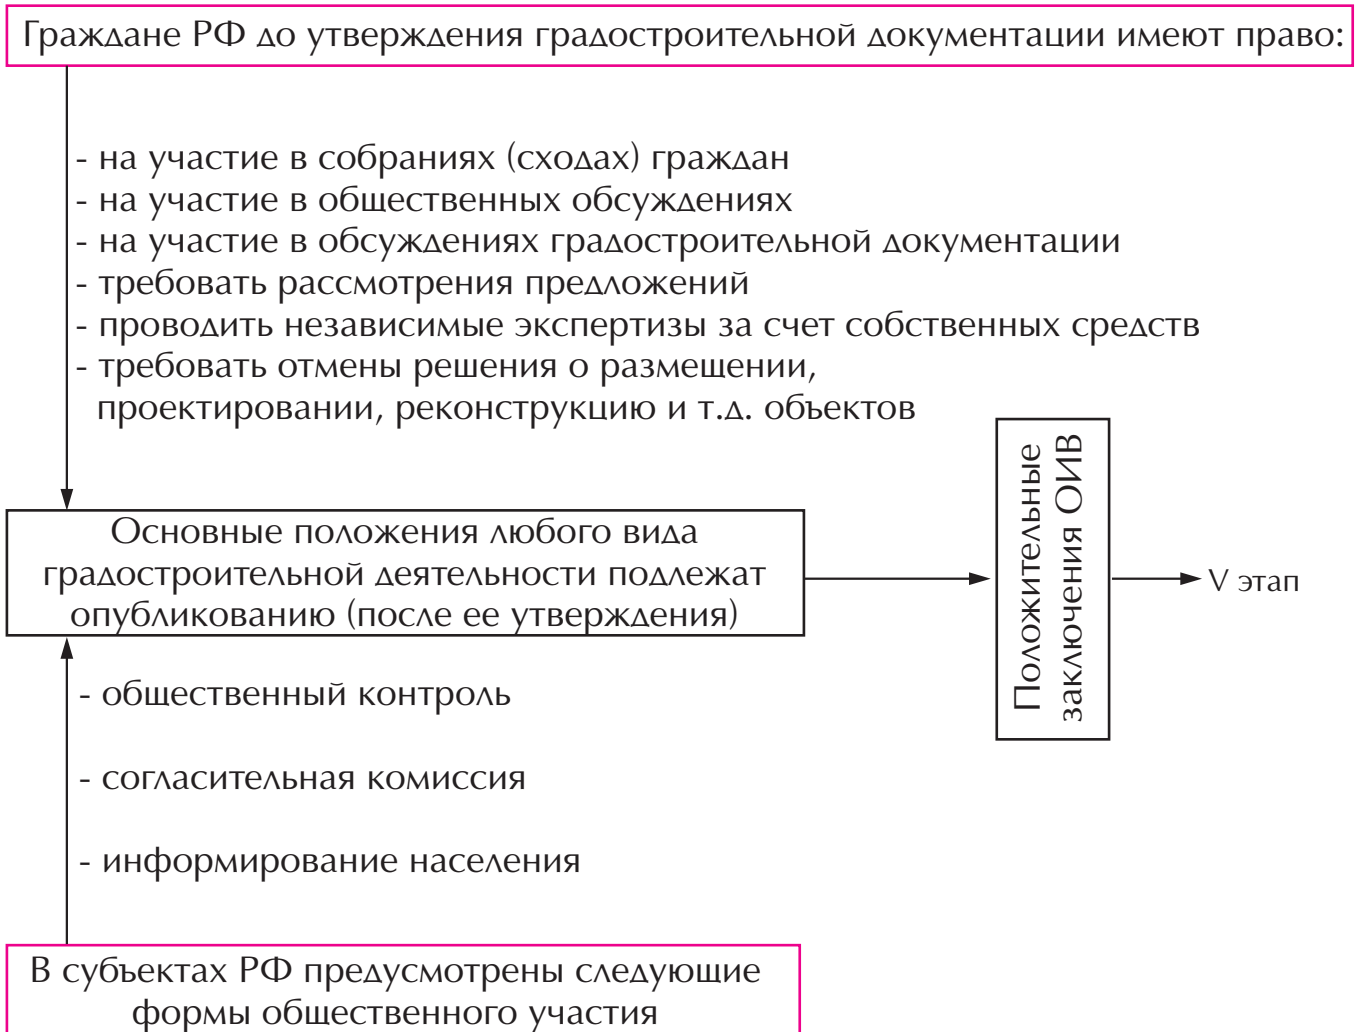 Граждане РФ до утверждения градостроительной документации имеют право:
- на участие в собраниях (сходах) граждан
- на участие в общественных обсуждениях
- на участие в обсуждениях градостроительной документации
- требовать рассмотрения предложений
- проводить независимые экспертизы за счет собственных средств
- требовать отмены решения о размещении,
проектировании, реконструкцию и т.д. объектов
Основные положения любого вида
градостроительной деятельности подлежат
опубликованию (после ее утверждения)
Положительные
заключения ОИВ
V этап
- общественный контроль
- согласительная комиссия
- информирование населения
В субъектах РФ предусмотрены следующие
формы общественного участия